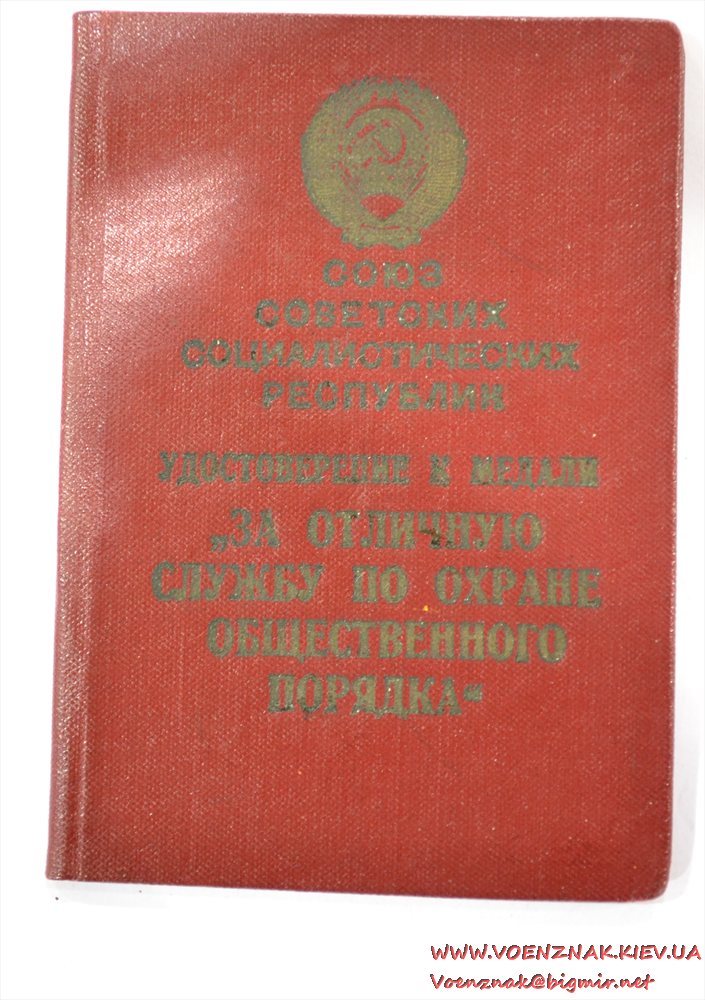 СОЮЗ
СОВЕТСКИХ
СОЦИАЛИСТИЧЕСКИХ
РЕСПУБЛИК
УДОСТОВЕРЕНИЕ К МЕДАЛИ
„ЗА ОТЛИЧНУЮ
СЛУЖБУ ПО ОХРАНЕ
ОБЩЕСТВЕННОГО
ПОРЯДКА“
WWW.VOENZNAK.KIEV.UA
Voenznak@bigmir.net